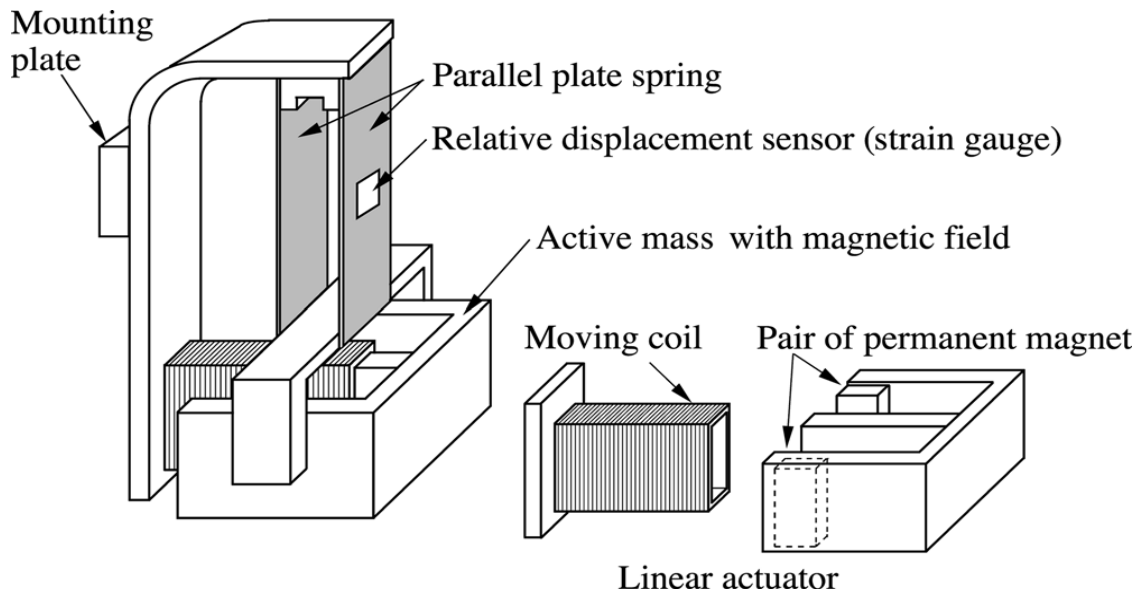 Mounting
plate
Parallel plate spring
Relative displacement sensor (strain gauge)
Active mass with magnetic field
Moving coil
Pair of permanent magnet
Linear actuator